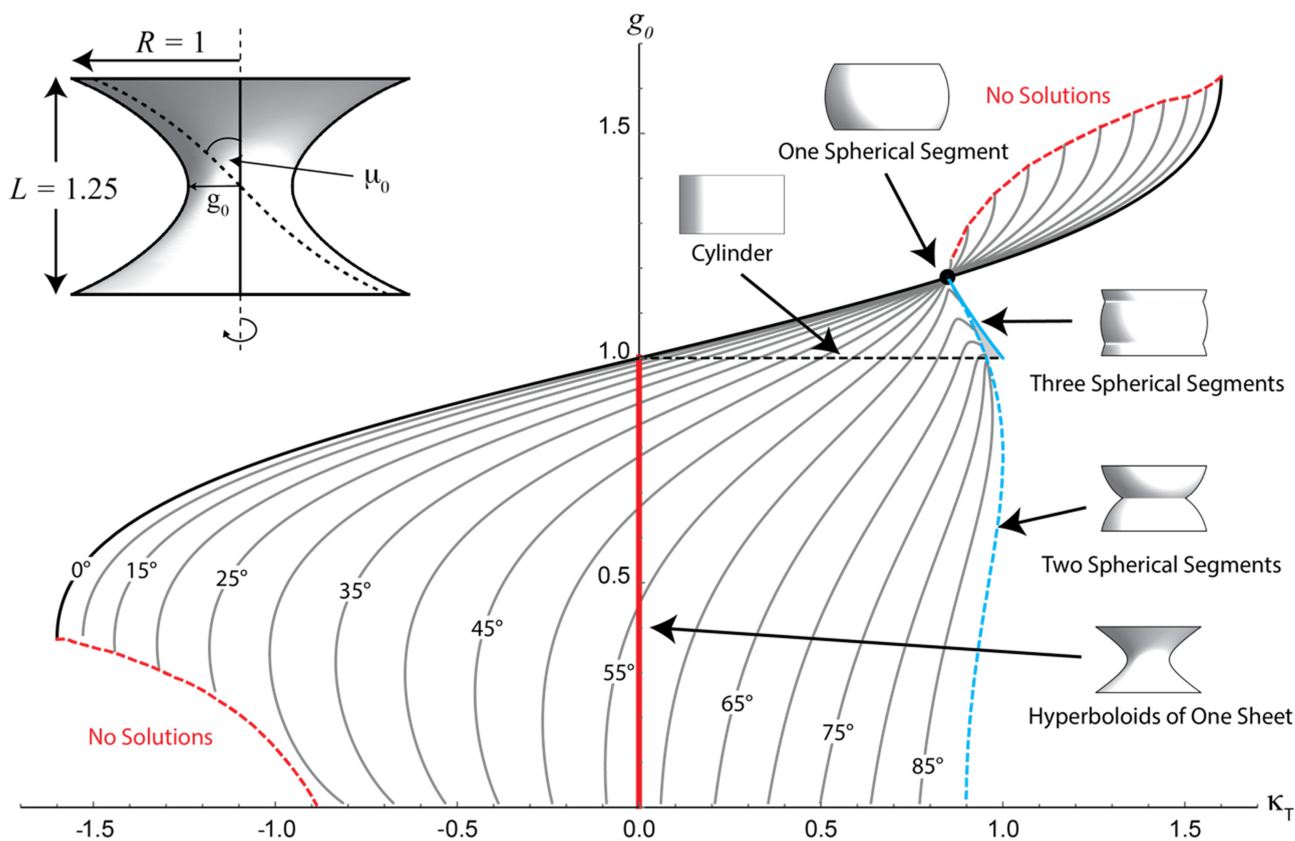 g₀
R = 1
L = 1.25
μ₀
g₀
No Solutions
1.5
One Spherical Segment
Cylinder
1.0
Three Spherical Segments
0.5
Two Spherical Segments
0°
15°
25°
35°
45°
55°
65°
75°
85°
Hyperboloids of One Sheet
No Solutions
-1.5
-1.0
-0.5
0.0
0.5
1.0
1.5
κ_T